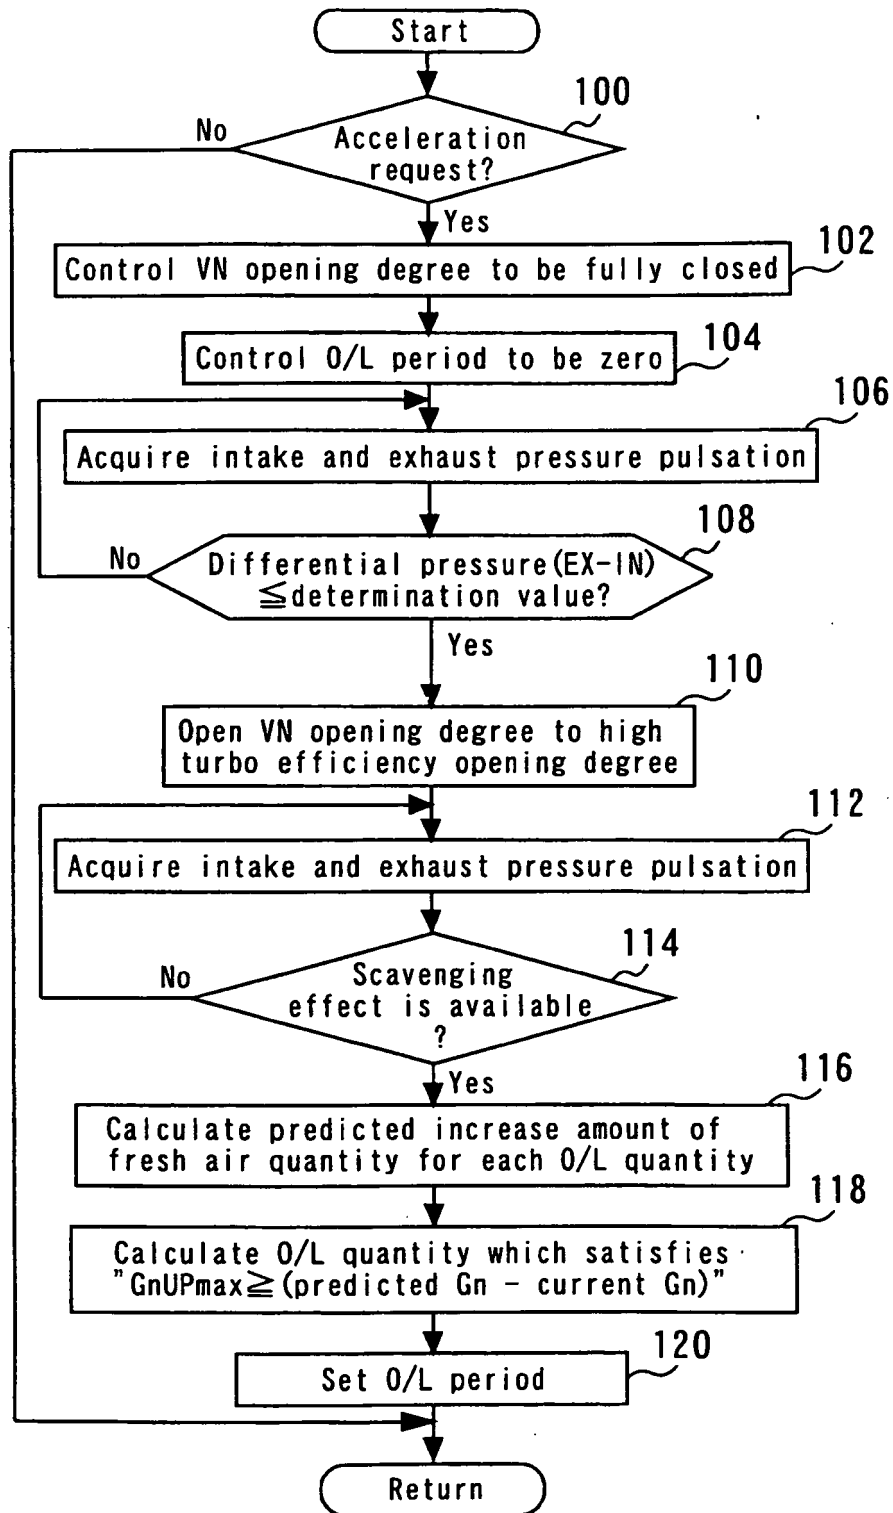 Start
100
No
Acceleration
request?
Yes
102
Control VN opening degree to be fully closed
104
Control O/L period to be zero
106
Acquire intake and exhaust pressure pulsation
108
No
Differential pressure(EX-IN)
≦determination value?
Yes
110
Open VN opening degree to high
turbo efficiency opening degree
112
Acquire intake and exhaust pressure pulsation
114
No
Scavenging
effect is available
?
Yes
116
Calculate predicted increase amount of
fresh air quantity for each O/L quantity
118
Calculate O/L quantity which satisfies
"GnUPmax≧(predicted Gn - current Gn)"
120
Set O/L period
Return